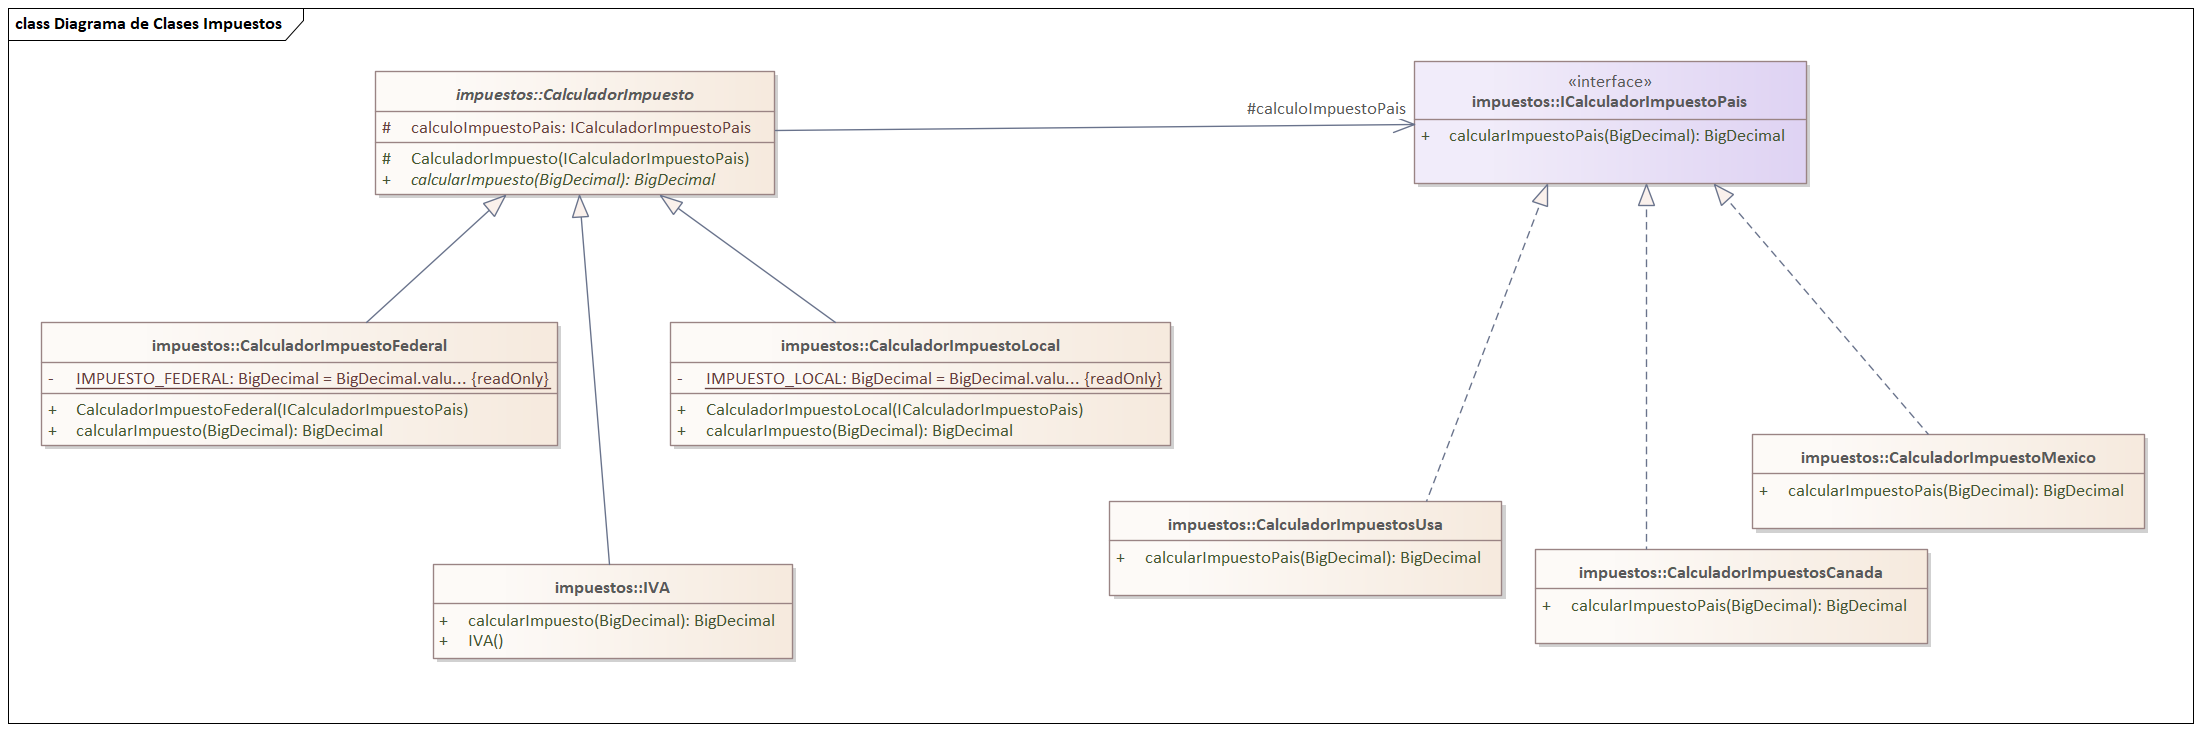 class Diagrama de Clases Impuestos
impuestos::CalculadorImpuesto
# calculoImpuestoPais: ICalculadorImpuestoPais
# CalculadorImpuesto(ICalculadorImpuestoPais)
+ calcularImpuesto(BigDecimal): BigDecimal
#calculoImpuestoPais
«interface»
impuestos::ICalculadorImpuestoPais
+ calcularImpuestoPais(BigDecimal): BigDecimal
impuestos::CalculadorImpuestoFederal
- IMPUESTO_FEDERAL: BigDecimal = BigDecimal.valu... {readOnly}
+ CalculadorImpuestoFederal(ICalculadorImpuestoPais)
+ calcularImpuesto(BigDecimal): BigDecimal
impuestos::CalculadorImpuestoLocal
- IMPUESTO_LOCAL: BigDecimal = BigDecimal.valu... {readOnly}
+ CalculadorImpuestoLocal(ICalculadorImpuestoPais)
+ calcularImpuesto(BigDecimal): BigDecimal
impuestos::CalculadorImpuestoMexico
+ calcularImpuestoPais(BigDecimal): BigDecimal
impuestos::CalculadorImpuestosUsa
+ calcularImpuestoPais(BigDecimal): BigDecimal
impuestos::CalculadorImpuestosCanada
+ calcularImpuestoPais(BigDecimal): BigDecimal
impuestos::IVA
+ calcularImpuesto(BigDecimal): BigDecimal
+ IVA()